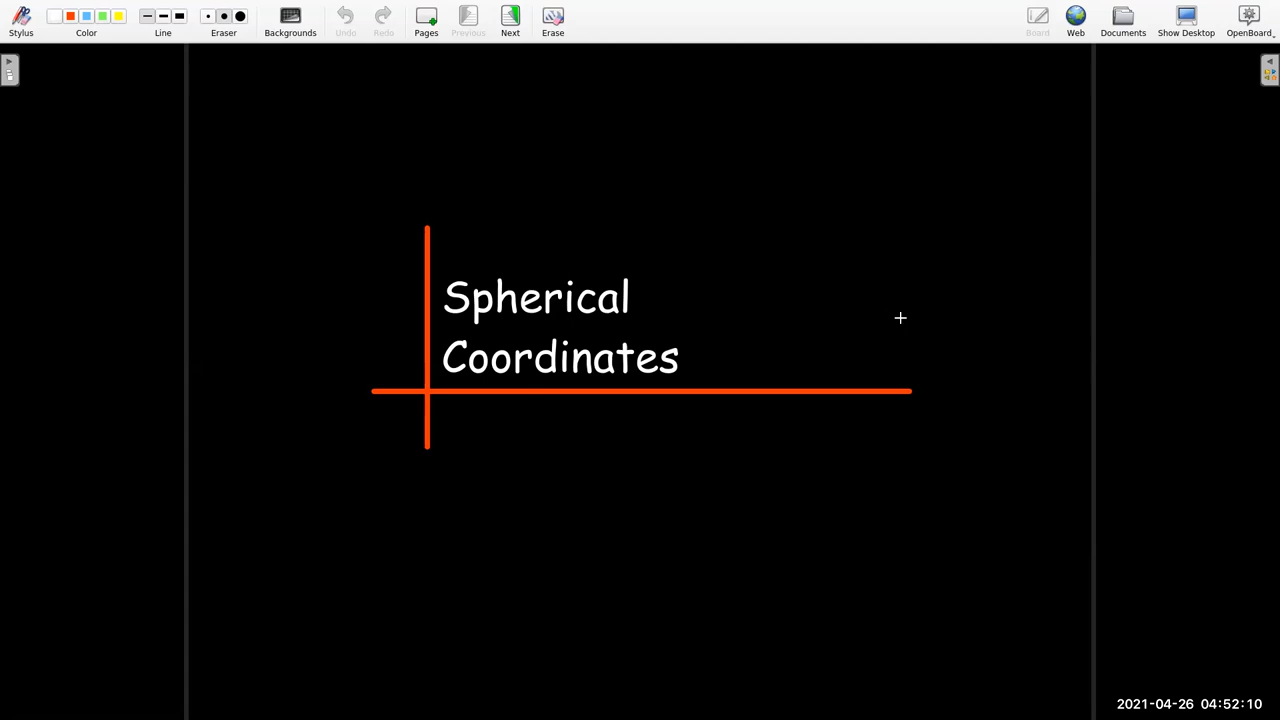 Stylus Color Line Eraser Backgrounds Undo Redo Pages Previous Next Erase Board Web Documents Show Desktop OpenBoard
Spherical
Coordinates
2021-04-26 04:52:10